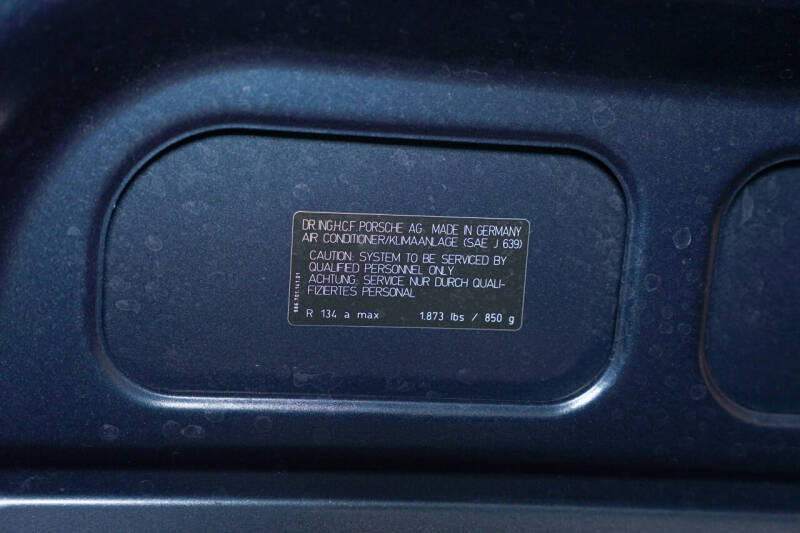 DR.ING.H.C.F. PORSCHE AG. MADE IN GERMANY
AIR CONDITIONER/KLIMAANLAGE (SAE J 639)
CAUTION: SYSTEM TO BE SERVICED BY
QUALIFIED PERSONNEL ONLY
ACHTUNG: SERVICE NUR DURCH QUALI-
FIZIERTES PERSONAL
R 134 a max 1.873 lbs / 850 g